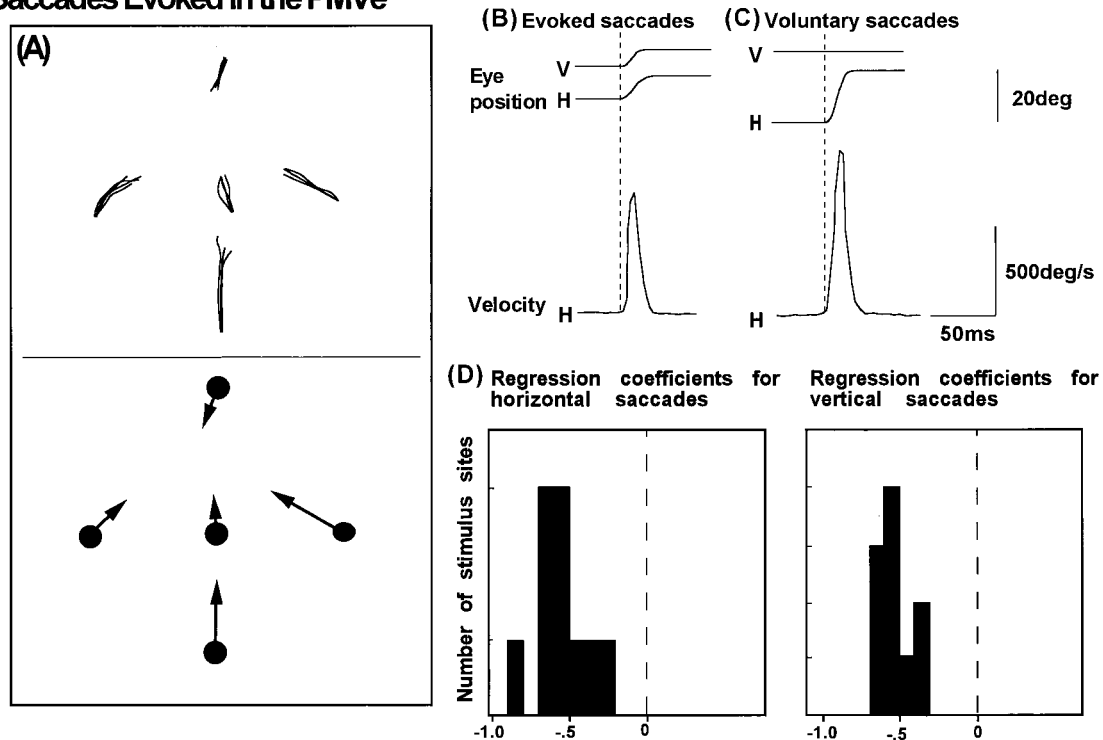 Saccades Evoked in the PMve
(A)
(B) Evoked saccades
(C) Voluntary saccades
V
Eye
position H
H
20deg
500deg/s
Velocity H
H
50ms
(D) Regression coefficients for
horizontal saccades
Regression coefficients for
vertical saccades
Number of stimulus sites
-1.0 -.5 0
-1.0 -.5 0